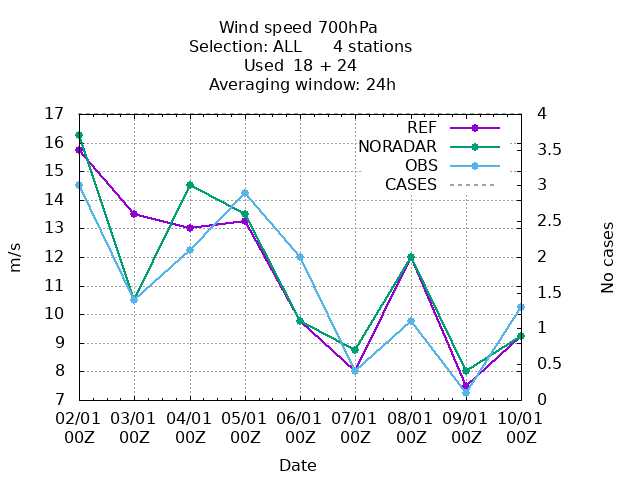 Wind speed 700hPa
Selection: ALL      4 stations
Used  18 + 24
Averaging window: 24h
17
16
15
14
13
12
11
10
9
8
7
4
3.5
3
2.5
2
1.5
1
0.5
0
REF
NORADAR
OBS
CASES
m/s
No cases
02/01 03/01 04/01 05/01 06/01 07/01 08/01 09/01 10/01
00Z 00Z 00Z 00Z 00Z 00Z 00Z 00Z 00Z
Date